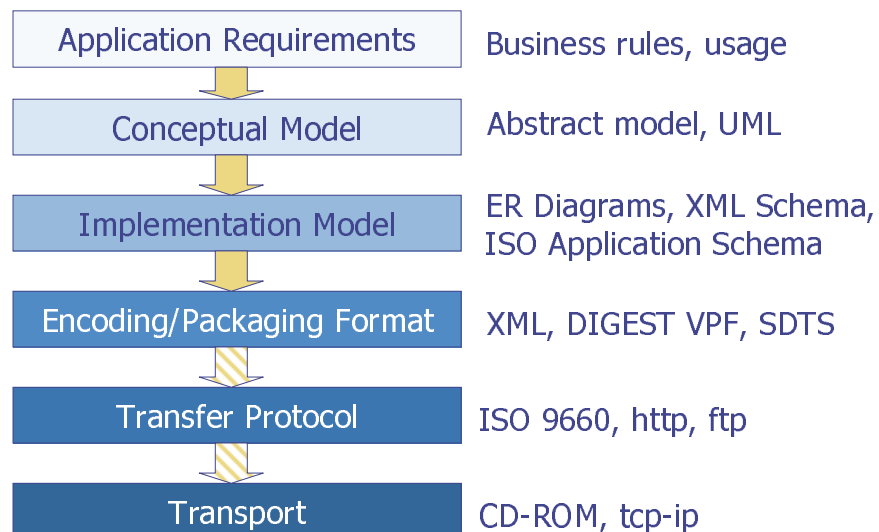 Application Requirements
Business rules, usage
Conceptual Model
Abstract model, UML
Implementation Model
ER Diagrams, XML Schema,
ISO Application Schema
Encoding/Packaging Format
XML, DIGEST VPF, SDTS
Transfer Protocol
ISO 9660, http, ftp
Transport
CD-ROM, tcp-ip